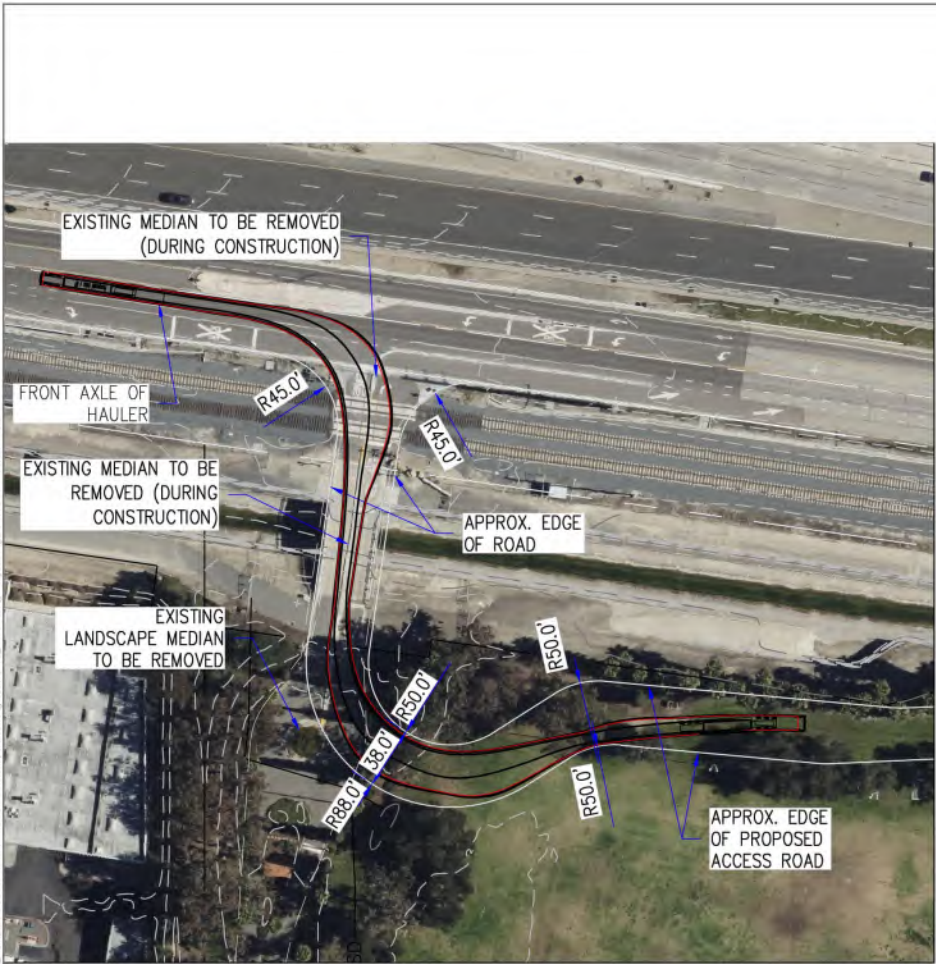 EXISTING MEDIAN TO BE REMOVED
(DURING CONSTRUCTION)
FRONT AXLE OF
HAULER
R45.0'
R45.0'
EXISTING MEDIAN TO BE
REMOVED (DURING
CONSTRUCTION)
APPROX. EDGE
OF ROAD
EXISTING
LANDSCAPE MEDIAN
TO BE REMOVED
R50.0'
R50.0'
38.0'
R88.0'
R50.0'
APPROX. EDGE
OF PROPOSED
ACCESS ROAD
SD